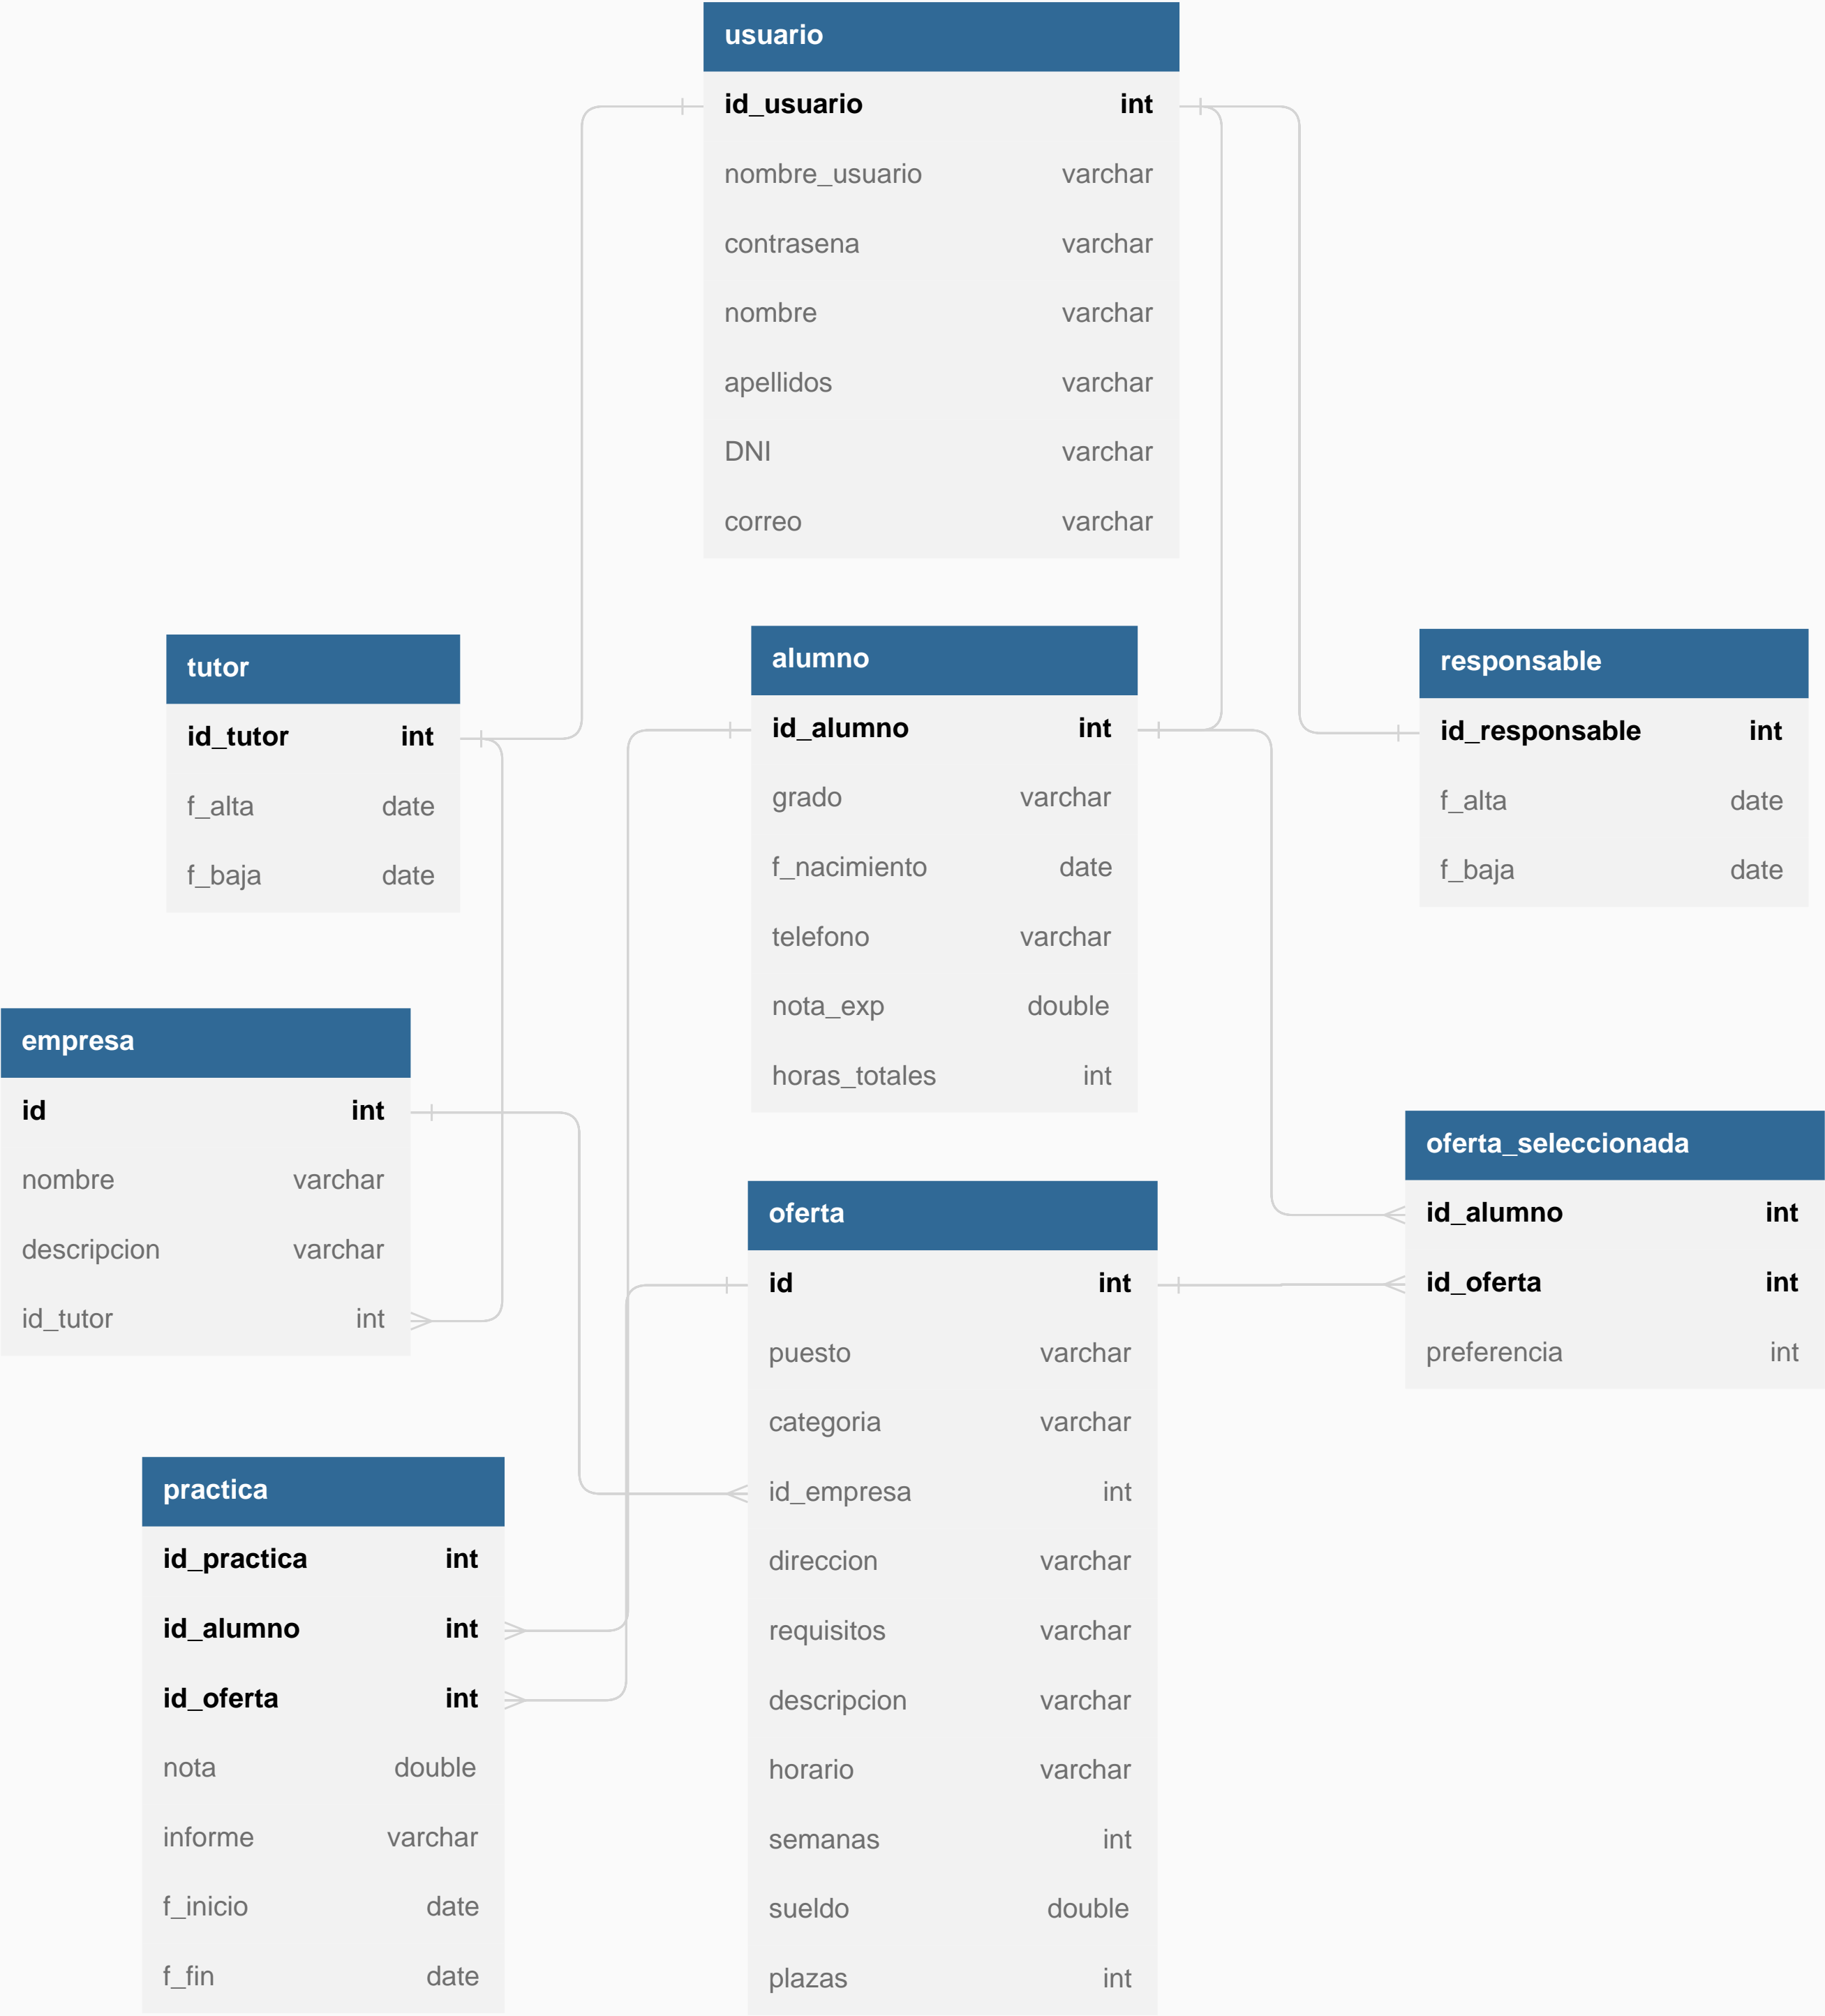 usuario
id_usuario int
nombre_usuario varchar
contrasena varchar
nombre varchar
apellidos varchar
DNI varchar
correo varchar
tutor
id_tutor int
f_alta date
f_baja date
alumno
id_alumno int
grado varchar
f_nacimiento date
telefono varchar
nota_exp double
horas_totales int
responsable
id_responsable int
f_alta date
f_baja date
empresa
id int
nombre varchar
descripcion varchar
id_tutor int
oferta_seleccionada
id_alumno int
id_oferta int
preferencia int
oferta
id int
puesto varchar
categoria varchar
id_empresa int
direccion varchar
requisitos varchar
descripcion varchar
horario varchar
semanas int
sueldo double
plazas int
practica
id_practica int
id_alumno int
id_oferta int
nota double
informe varchar
f_inicio date
f_fin date